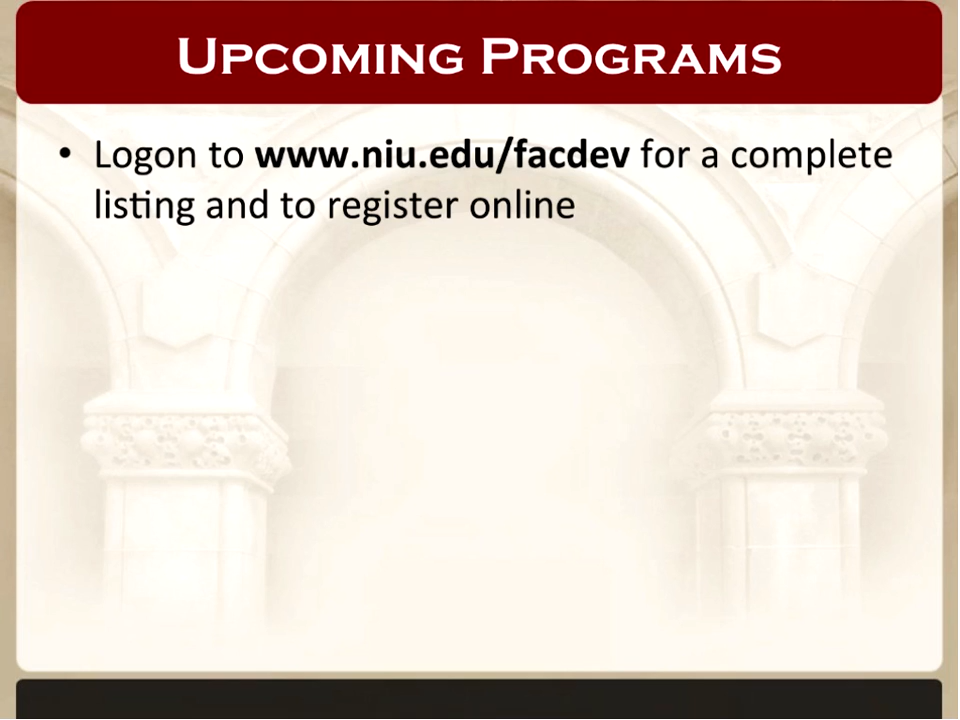 Upcoming Programs
• Logon to www.niu.edu/facdev for a complete
listing and to register online